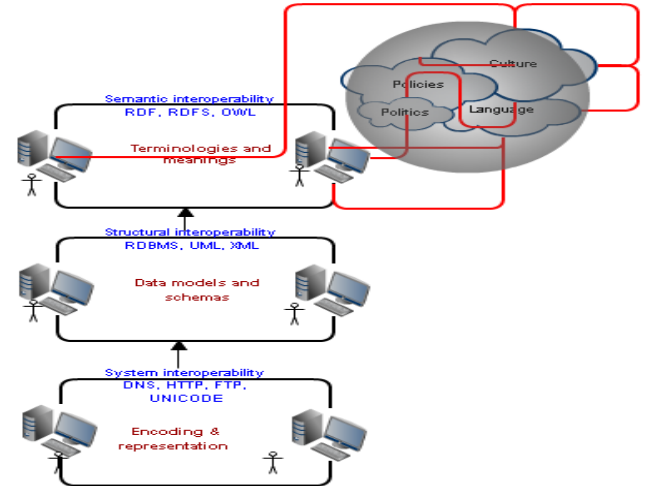 Culture
Policies
Politics
Language
Semantic interoperability
RDF, RDFS, OWL
Terminologies and
meanings
Structural interoperability
RDBMS, UML, XML
Data models and
schemas
System interoperability
DNS, HTTP, FTP,
UNICODE
Encoding &
representation